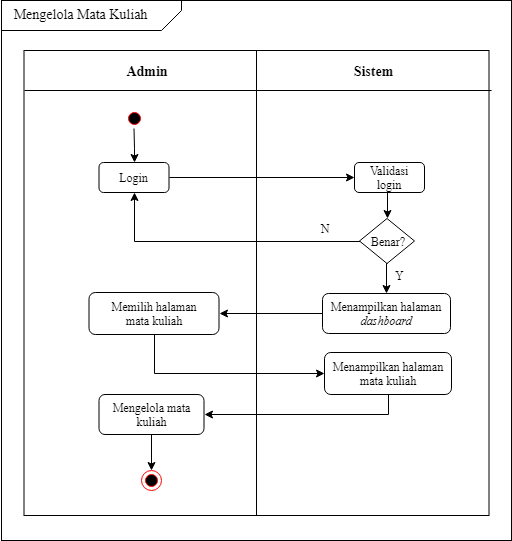 Mengelola Mata Kuliah
Admin
Sistem
Login
Validasi
login
N
Benar?
Y
Memilih halaman
mata kuliah
Menampilkan halaman
dashboard
Menampilkan halaman
mata kuliah
Mengelola mata
kuliah